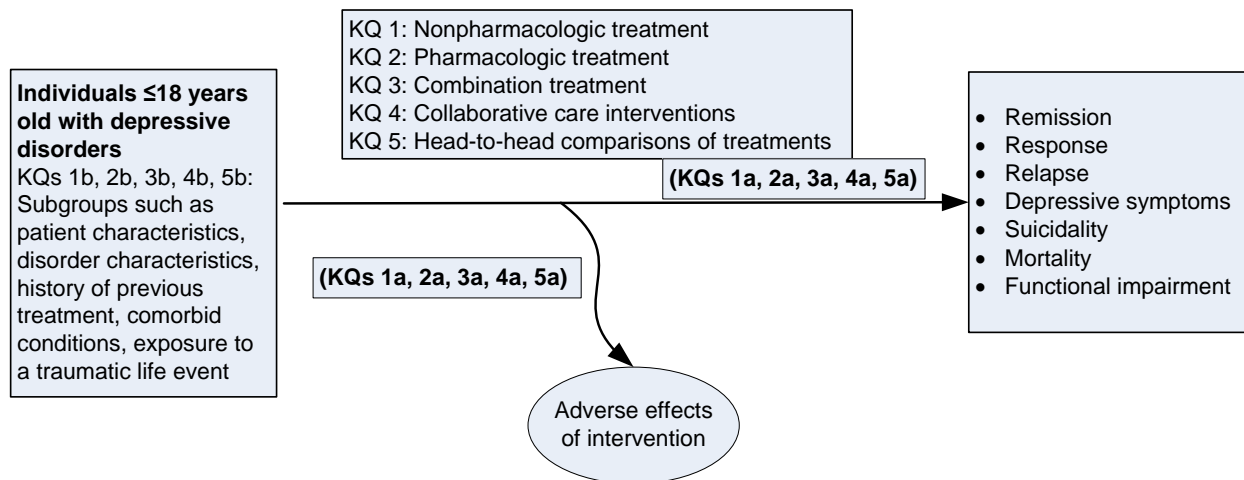 Individuals ≤18 years
old with depressive
disorders
KQs 1b, 2b, 3b, 4b, 5b:
Subgroups such as
patient characteristics,
disorder characteristics,
history of previous
treatment, comorbid
conditions, exposure to
a traumatic life event
KQ 1: Nonpharmacologic treatment
KQ 2: Pharmacologic treatment
KQ 3: Combination treatment
KQ 4: Collaborative care interventions
KQ 5: Head-to-head comparisons of treatments
(KQs 1a, 2a, 3a, 4a, 5a)
(KQs 1a, 2a, 3a, 4a, 5a)
Adverse effects
of intervention
• Remission
• Response
• Relapse
• Depressive symptoms
• Suicidality
• Mortality
• Functional impairment